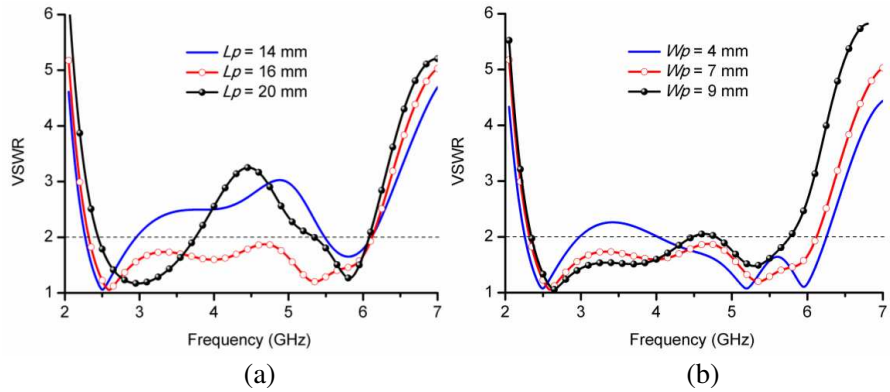 6
5
4
3
2
1
VSWR
Lp = 14 mm
Lp = 16 mm
Lp = 20 mm
2 3 4 5 6 7
Frequency (GHz)
(a)
6
5
4
3
2
1
VSWR
Wp = 4 mm
Wp = 7 mm
Wp = 9 mm
2 3 4 5 6 7
Frequency (GHz)
(b)